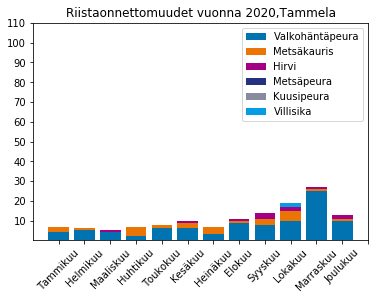 Riistaonnettomuudet vuonna 2020,Tammela
110
100
90
80
70
60
50
40
30
20
10
Valkohäntäpeura
Metsäkauris
Hirvi
Metsäpeura
Kuusipeura
Villisika
Tammikuu
Helmikuu
Maaliskuu
Huhtikuu
Toukokuu
Kesäkuu
Heinäkuu
Elokuu
Syyskuu
Lokakuu
Marraskuu
Joulukuu